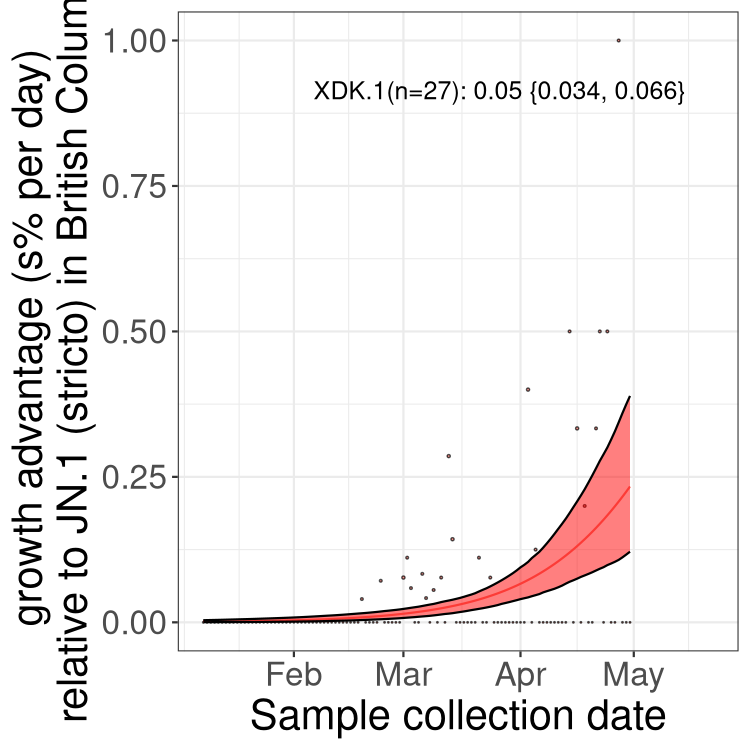 growth advantage (s% per day)
relative to JN.1 (stricto) in British Colum
1.00
0.75
0.50
0.25
0.00
XDK.1(n=27): 0.05 {0.034, 0.066}
Feb Mar Apr May
Sample collection date